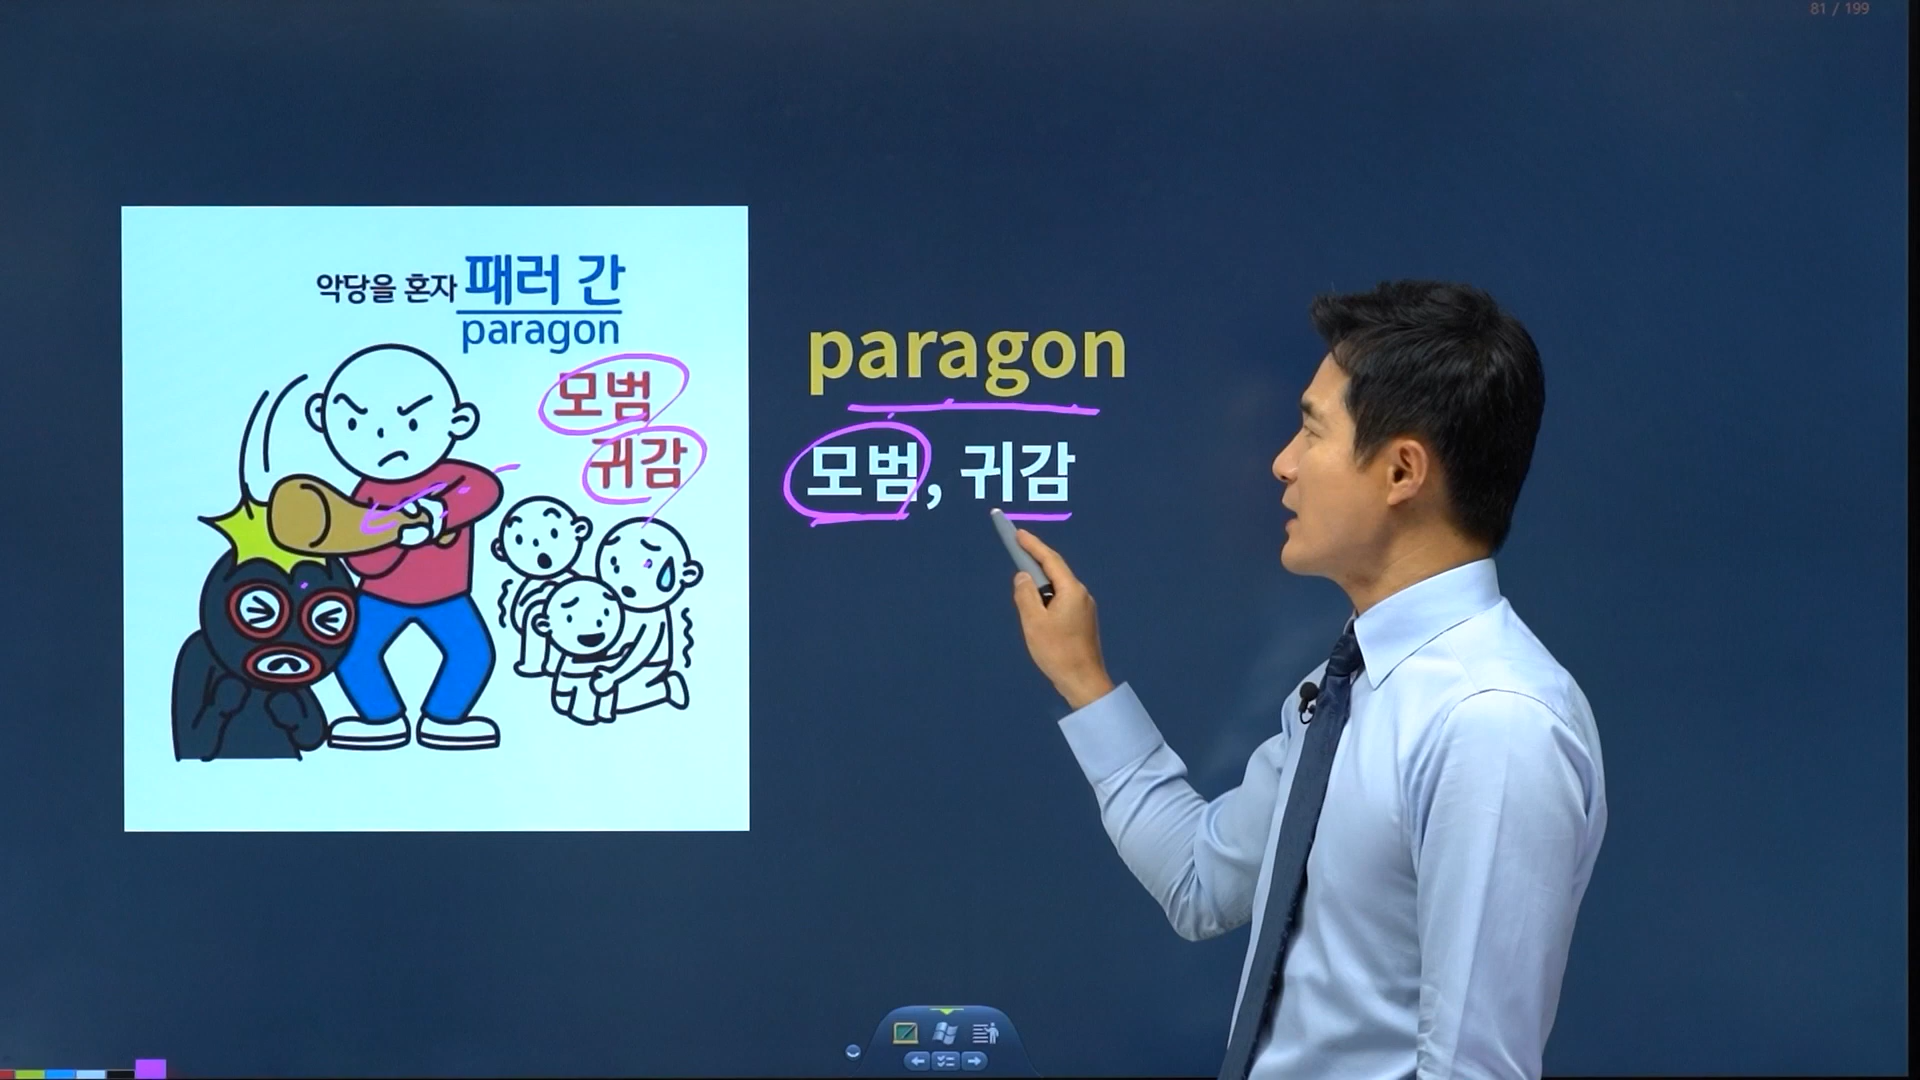 81 / 199
악당을 혼자 패러 간
paragon
모범
귀감
paragon
모범, 귀감